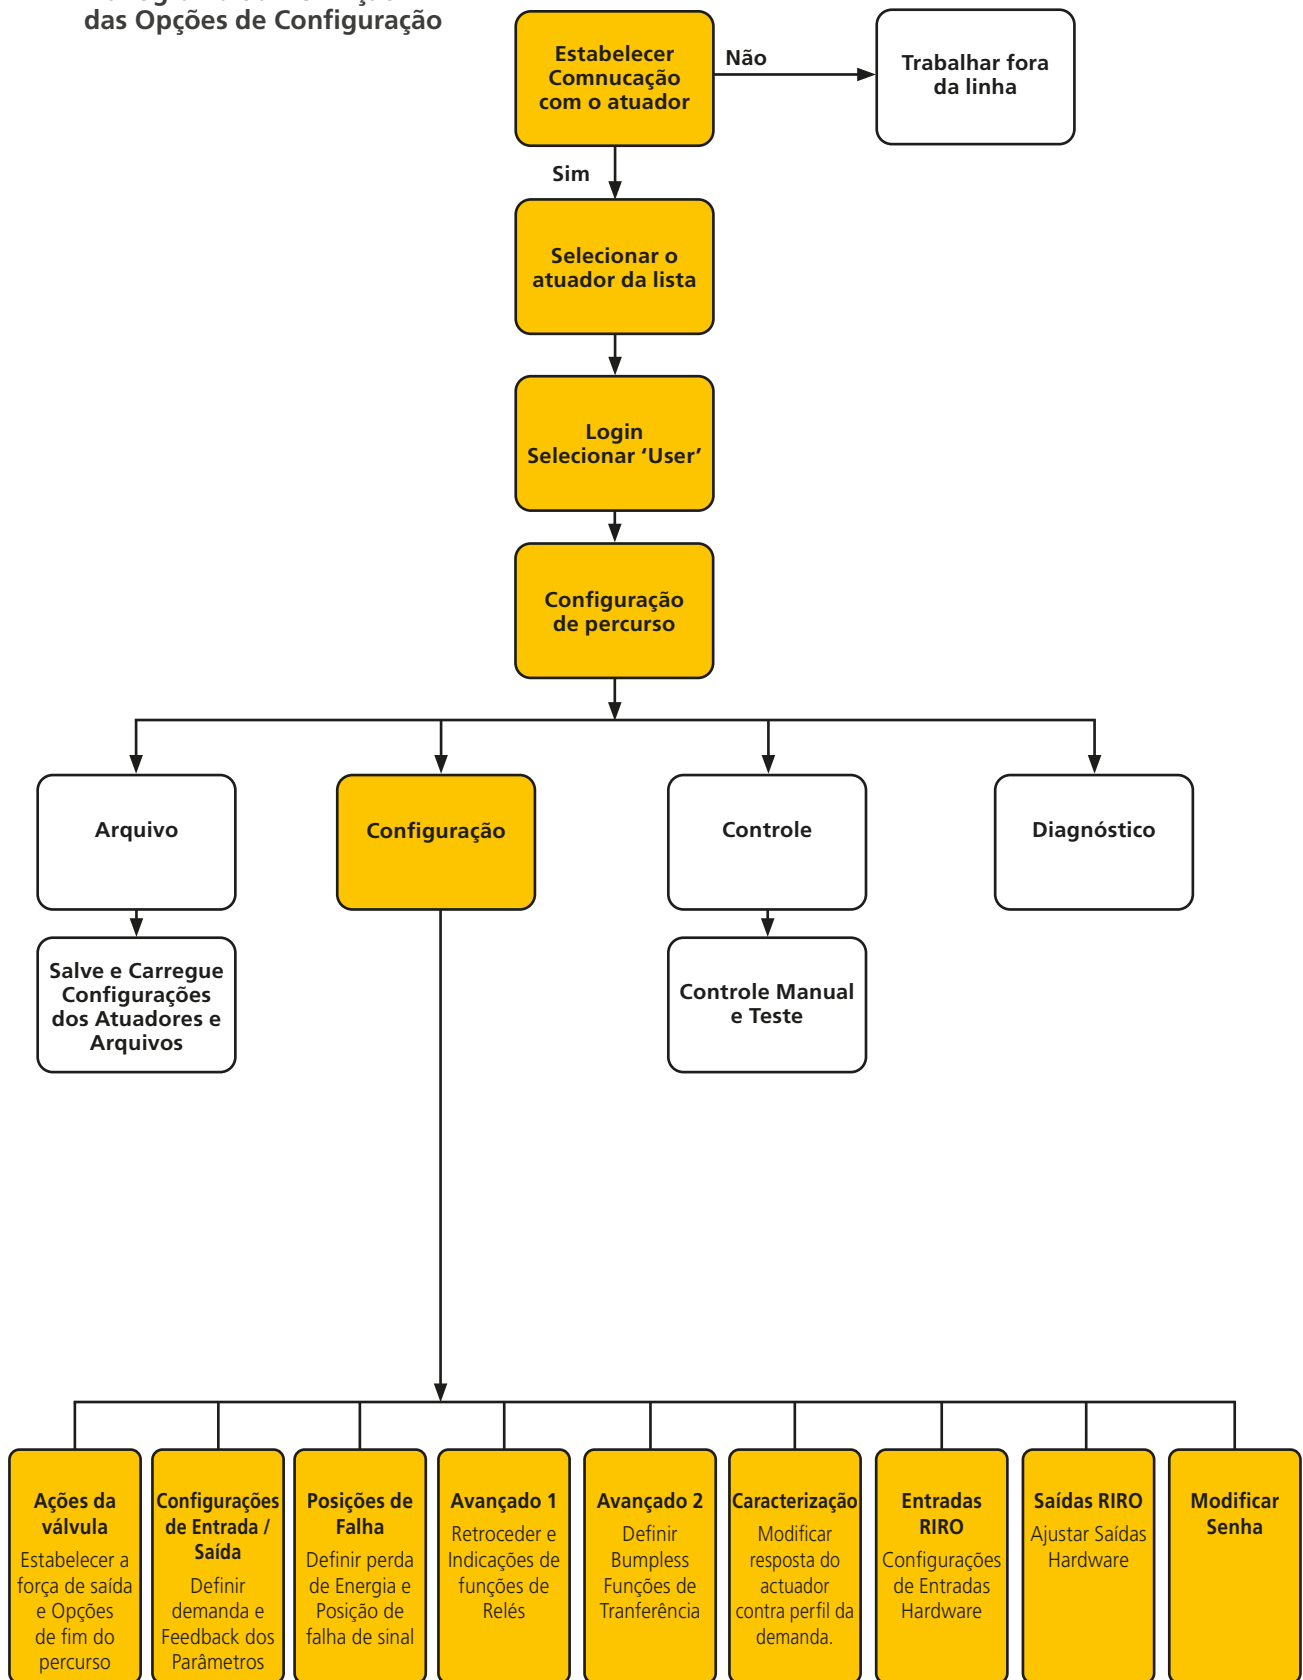 das Opções de Configuração
Estabelecer
Comnucação
com o atuador
Não
Trabalhar fora
da linha
Sim
Selecionar o
atuador da lista
Login
Selecionar ‘User’
Configuração
de percurso
Arquivo
Configuração
Controle
Diagnóstico
Salve e Carregue
Configurações
dos Atuadores e
Arquivos
Controle Manual
e Teste
Ações da
válvula
Estabelecer a
força de saída
e Opções
de fim do
percurso
Configurações
de Entrada /
Saída
Definir
demanda e
Feedback dos
Parâmetros
Posições de
Falha
Definir perda
de Energia e
Posição de
falha de sinal
Avançado 1
Retroceder e
Indicações de
funções de
Relés
Avançado 2
Definir
Bumpless
Funções de
Tranferência
Caracterização
Modificar
resposta do
actuador
contra perfil da
demanda.
Entradas
RIRO
Configurações
de Entradas
Hardware
Saídas RIRO
Ajustar Saídas
Hardware
Modificar
Senha